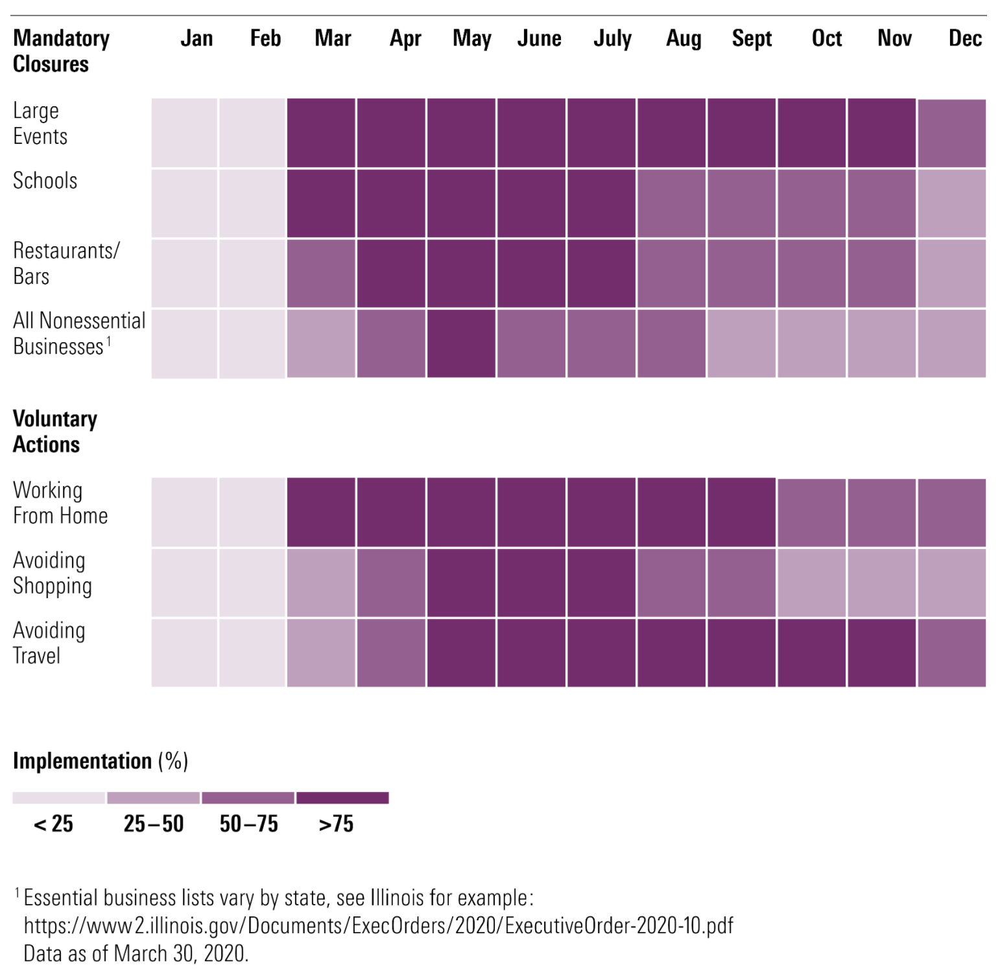 Mandatory Jan Feb Mar Apr May June July Aug Sept Oct Nov Dec
Closures
Large
Events
Schools
Restaurants/
Bars
All Nonessential
Businesses¹
Voluntary
Actions
Working
From Home
Avoiding
Shopping
Avoiding
Travel
Implementation (%)
< 25 25–50 50–75 >75
¹ Essential business lists vary by state, see Illinois for example:
https://www2.illinois.gov/Documents/ExecOrders/2020/ExecutiveOrder-2020-10.pdf
Data as of March 30, 2020.